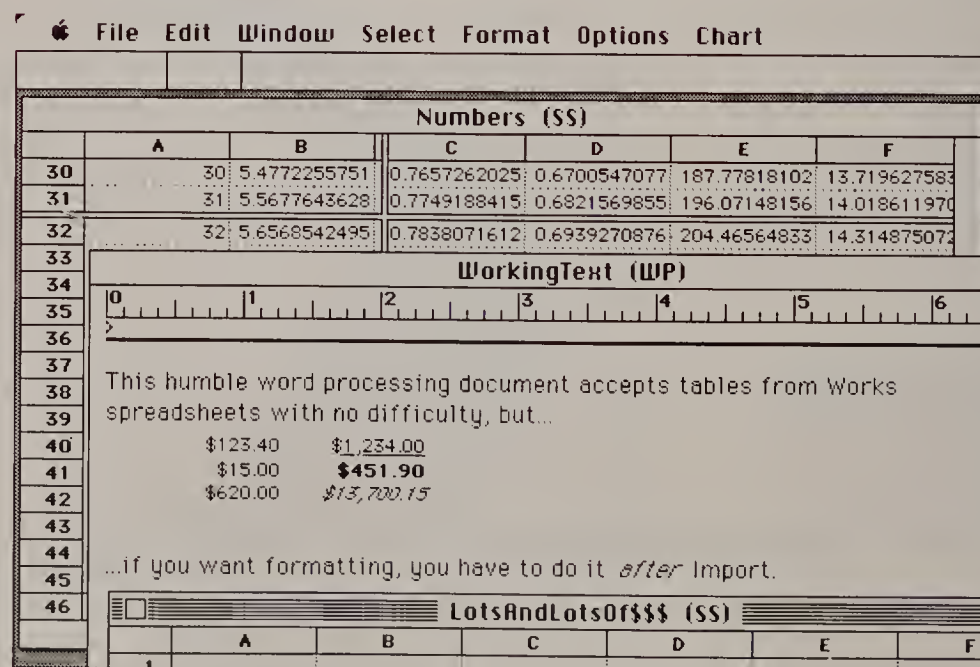 File Edit Window Select Format Options Chart
Numbers (SS)
A B C D E F
30 30 5.4772255751 0.7657262025 0.6700547077 187.77818102 13.719627583
31 31 5.5677643628 0.7749188415 0.6821569855 196.07148156 14.018611970
32 32 5.6568542495 0.7838071612 0.6939270876 204.46564833 14.314875072
33
WorkingText (WP)
34
0 1 2 3 4 5 6
35
36
37
This humble word processing document accepts tables from Works
38
spreadsheets with no difficulty, but...
39
40 $123.40 $1,234.00
41 $15.00 $451.90
42 $620.00 $13,700.15
43
44
...if you want formatting, you have to do it after Import.
45
46
LotsAndLotsOf$$$ (SS)
A B C D E F
1